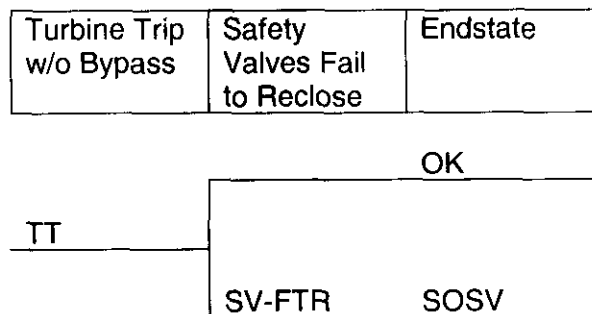 Turbine Trip
w/o Bypass
Safety
Valves Fail
to Reclose
Endstate
OK
TT
SV-FTR
SOSV